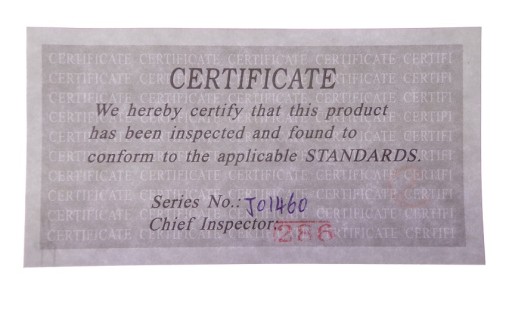 CERTIFICATE
We hereby certify that this product
has been inspected and found to
conform to the applicable STANDARDS.
Series No.: J01460
Chief Inspector: 286